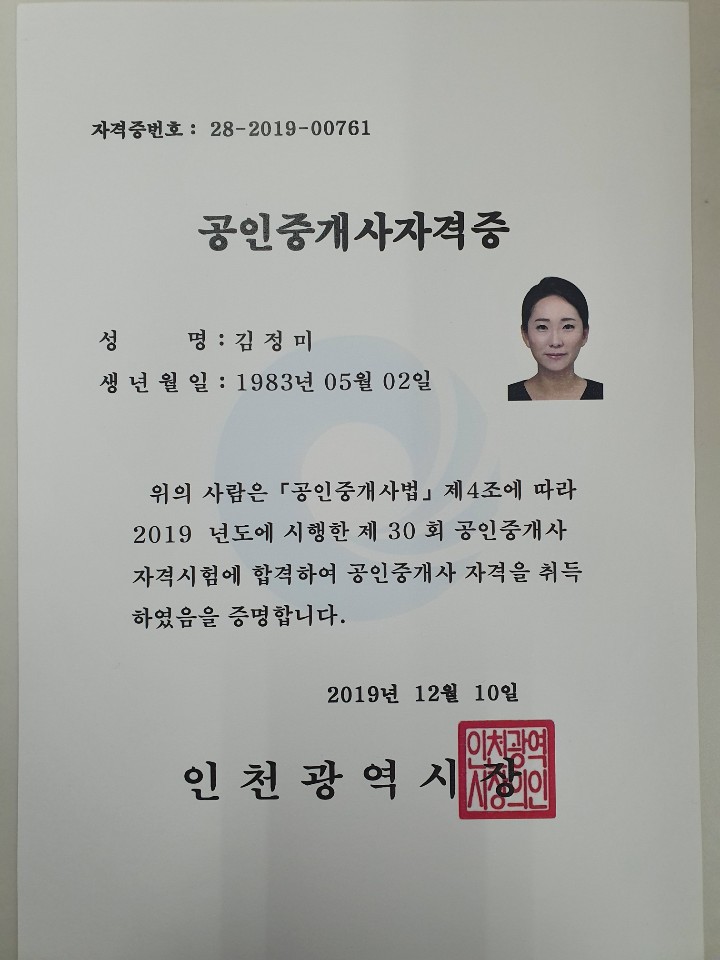 자격증번호 : 28-2019-00761
공인중개사자격증
성 명 : 김정미
생년월일 : 1983년 05월 02일
위의 사람은 「공인중개사법」 제4조에 따라
2019 년도에 시행한 제 30 회 공인중개사
자격시험에 합격하여 공인중개사 자격을 취득
하였음을 증명합니다.
2019년 12월 10일
인천광역시장
인천광역
시장의인